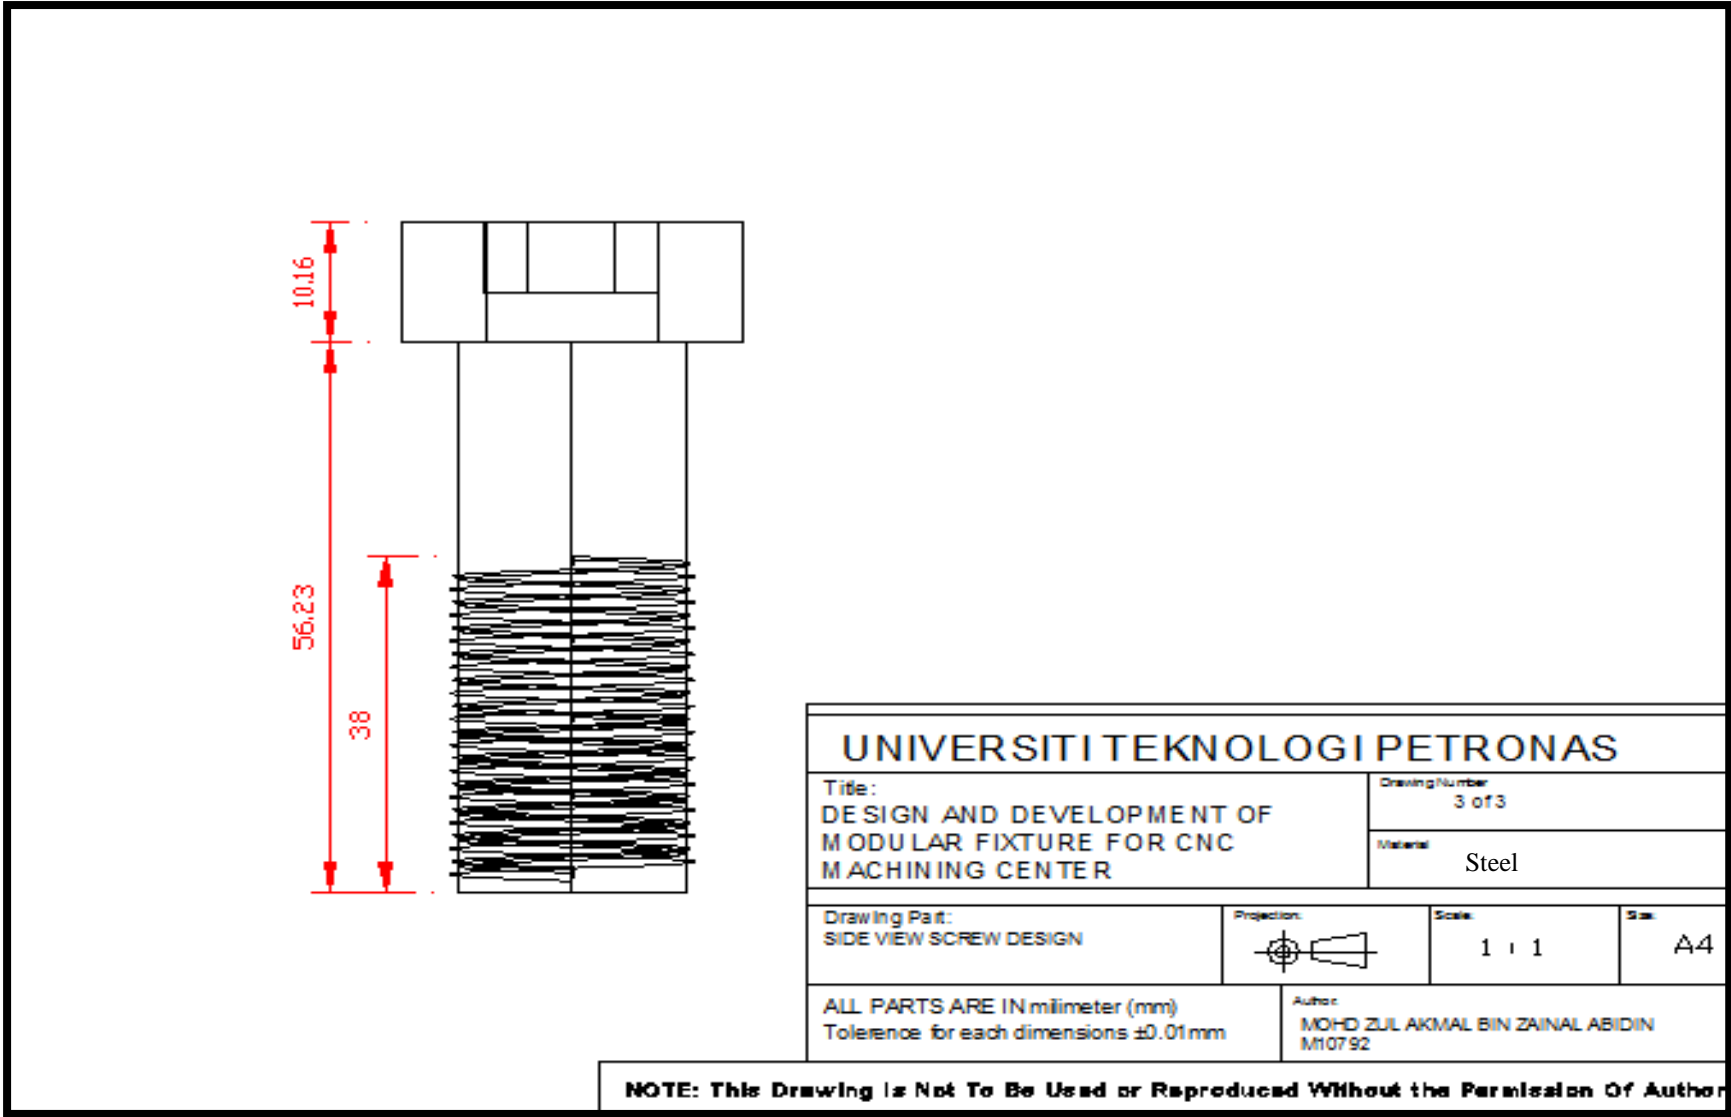 10.16
56.23
38
UNIVERSITI TEKNOLOGI PETRONAS
Title:
DESIGN AND DEVELOPMENT OF
MODULAR FIXTURE FOR CNC
MACHINING CENTER
Drawing Number
3 of 3
Material
Steel
Drawing Part:
SIDE VIEW SCREW DESIGN
Projection:
Scale:
1 : 1
Size:
A4
ALL PARTS ARE IN milimeter (mm)
Tolerence for each dimensions ±0.01mm
Author:
MOHD ZUL AKMAL BIN ZAINAL ABIDIN
M10792
NOTE: This Drawing Is Not To Be Used or Reproduced Without the Permission Of Author